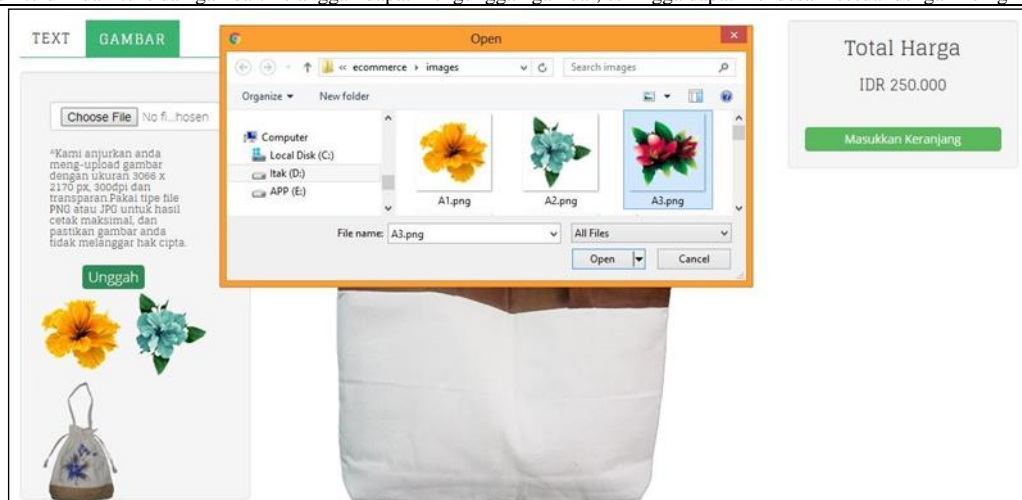 TEXT
GAMBAR
Choose File No fi...hosen
*Kami anjurkan anda
meng-upload gambar
dengan ukuran 3066 x
2170 px, 300dpi dan
transparan.Pakai tipe file
PNG atau JPG untuk hasil
cetak maksimal, dan
pastikan gambar anda
tidak melanggar hak cipta.
Unggah
Open
« ecommerce › images
Search images
Organize
New folder
Computer
Local Disk (C:)
Itak (D:)
APP (E:)
A1.png
A2.png
A3.png
File name: A3.png
All Files
Open
Cancel
Total Harga
IDR 250.000
Masukkan Keranjang